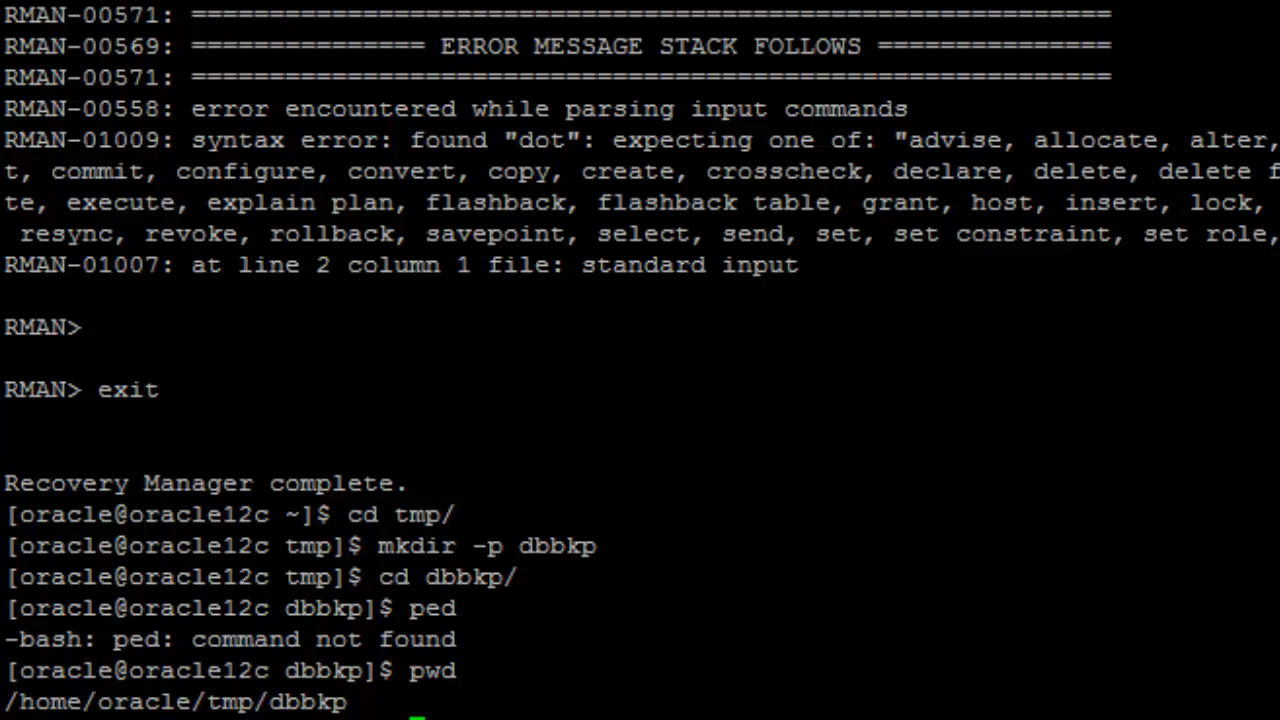 RMAN-00571: ===========================================================
RMAN-00569: =============== ERROR MESSAGE STACK FOLLOWS ===============
RMAN-00571: ===========================================================
RMAN-00558: error encountered while parsing input commands
RMAN-01009: syntax error: found "dot": expecting one of: "advise, allocate, alter,
t, commit, configure, convert, copy, create, crosscheck, declare, delete, delete f
te, execute, explain plan, flashback, flashback table, grant, host, insert, lock,
resync, revoke, rollback, savepoint, select, send, set, set constraint, set role,
RMAN-01007: at line 2 column 1 file: standard input
RMAN>
RMAN> exit
Recovery Manager complete.
[oracle@oracle12c ~]$ cd tmp/
[oracle@oracle12c tmp]$ mkdir -p dbbkp
[oracle@oracle12c tmp]$ cd dbbkp/
[oracle@oracle12c dbbkp]$ ped
-bash: ped: command not found
[oracle@oracle12c dbbkp]$ pwd
/home/oracle/tmp/dbbkp